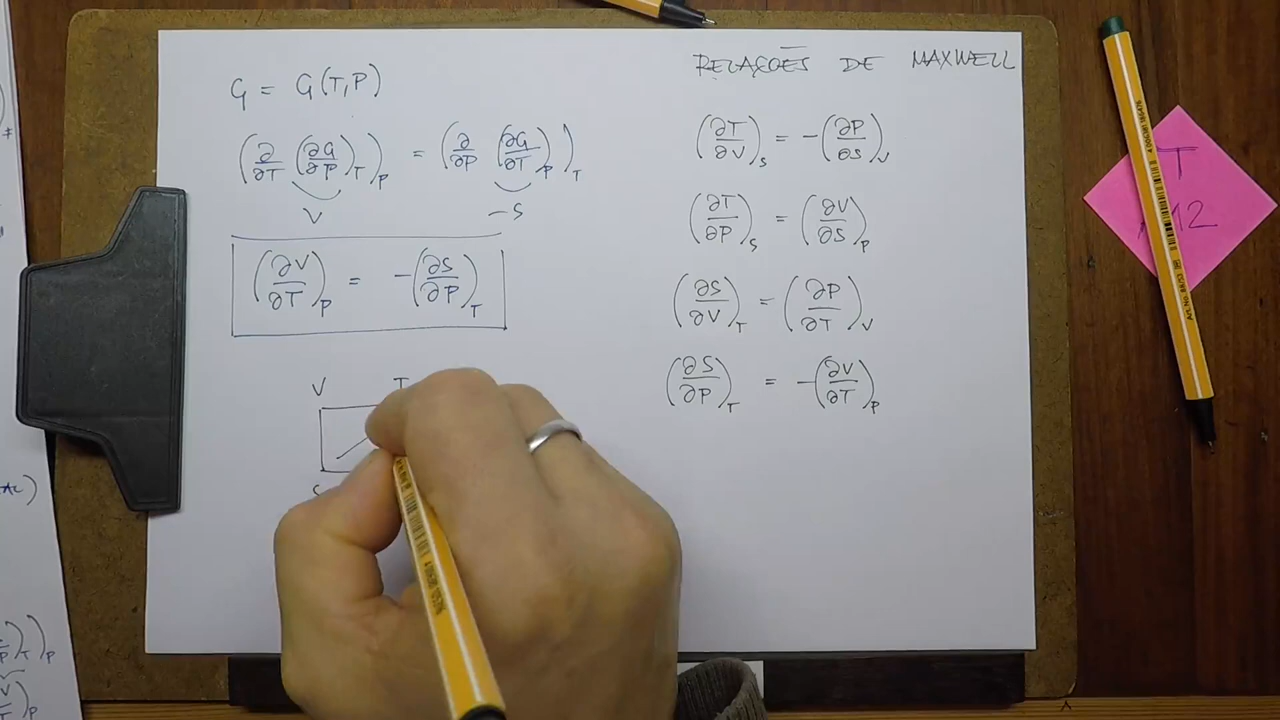 G = G(T,P)
(∂/∂T (∂G/∂P)_T)_P = (∂/∂P (∂G/∂T)_P)_T
V -S
(∂V/∂T)_P = -(∂S/∂P)_T
V T
RELAÇÕES DE MAXWELL
(∂T/∂V)_S = -(∂P/∂S)_V
(∂T/∂P)_S = (∂V/∂S)_P
(∂S/∂V)_T = (∂P/∂T)_V
(∂S/∂P)_T = -(∂V/∂T)_P
T